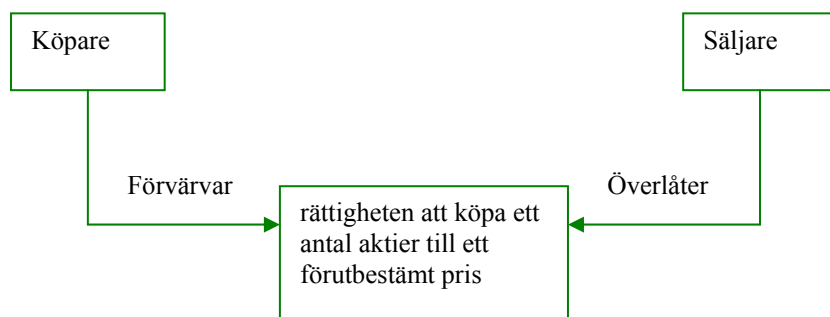 Köpare
Säljare
Förvärvar
Överlåter
rättigheten att köpa ett
antal aktier till ett
förutbestämt pris